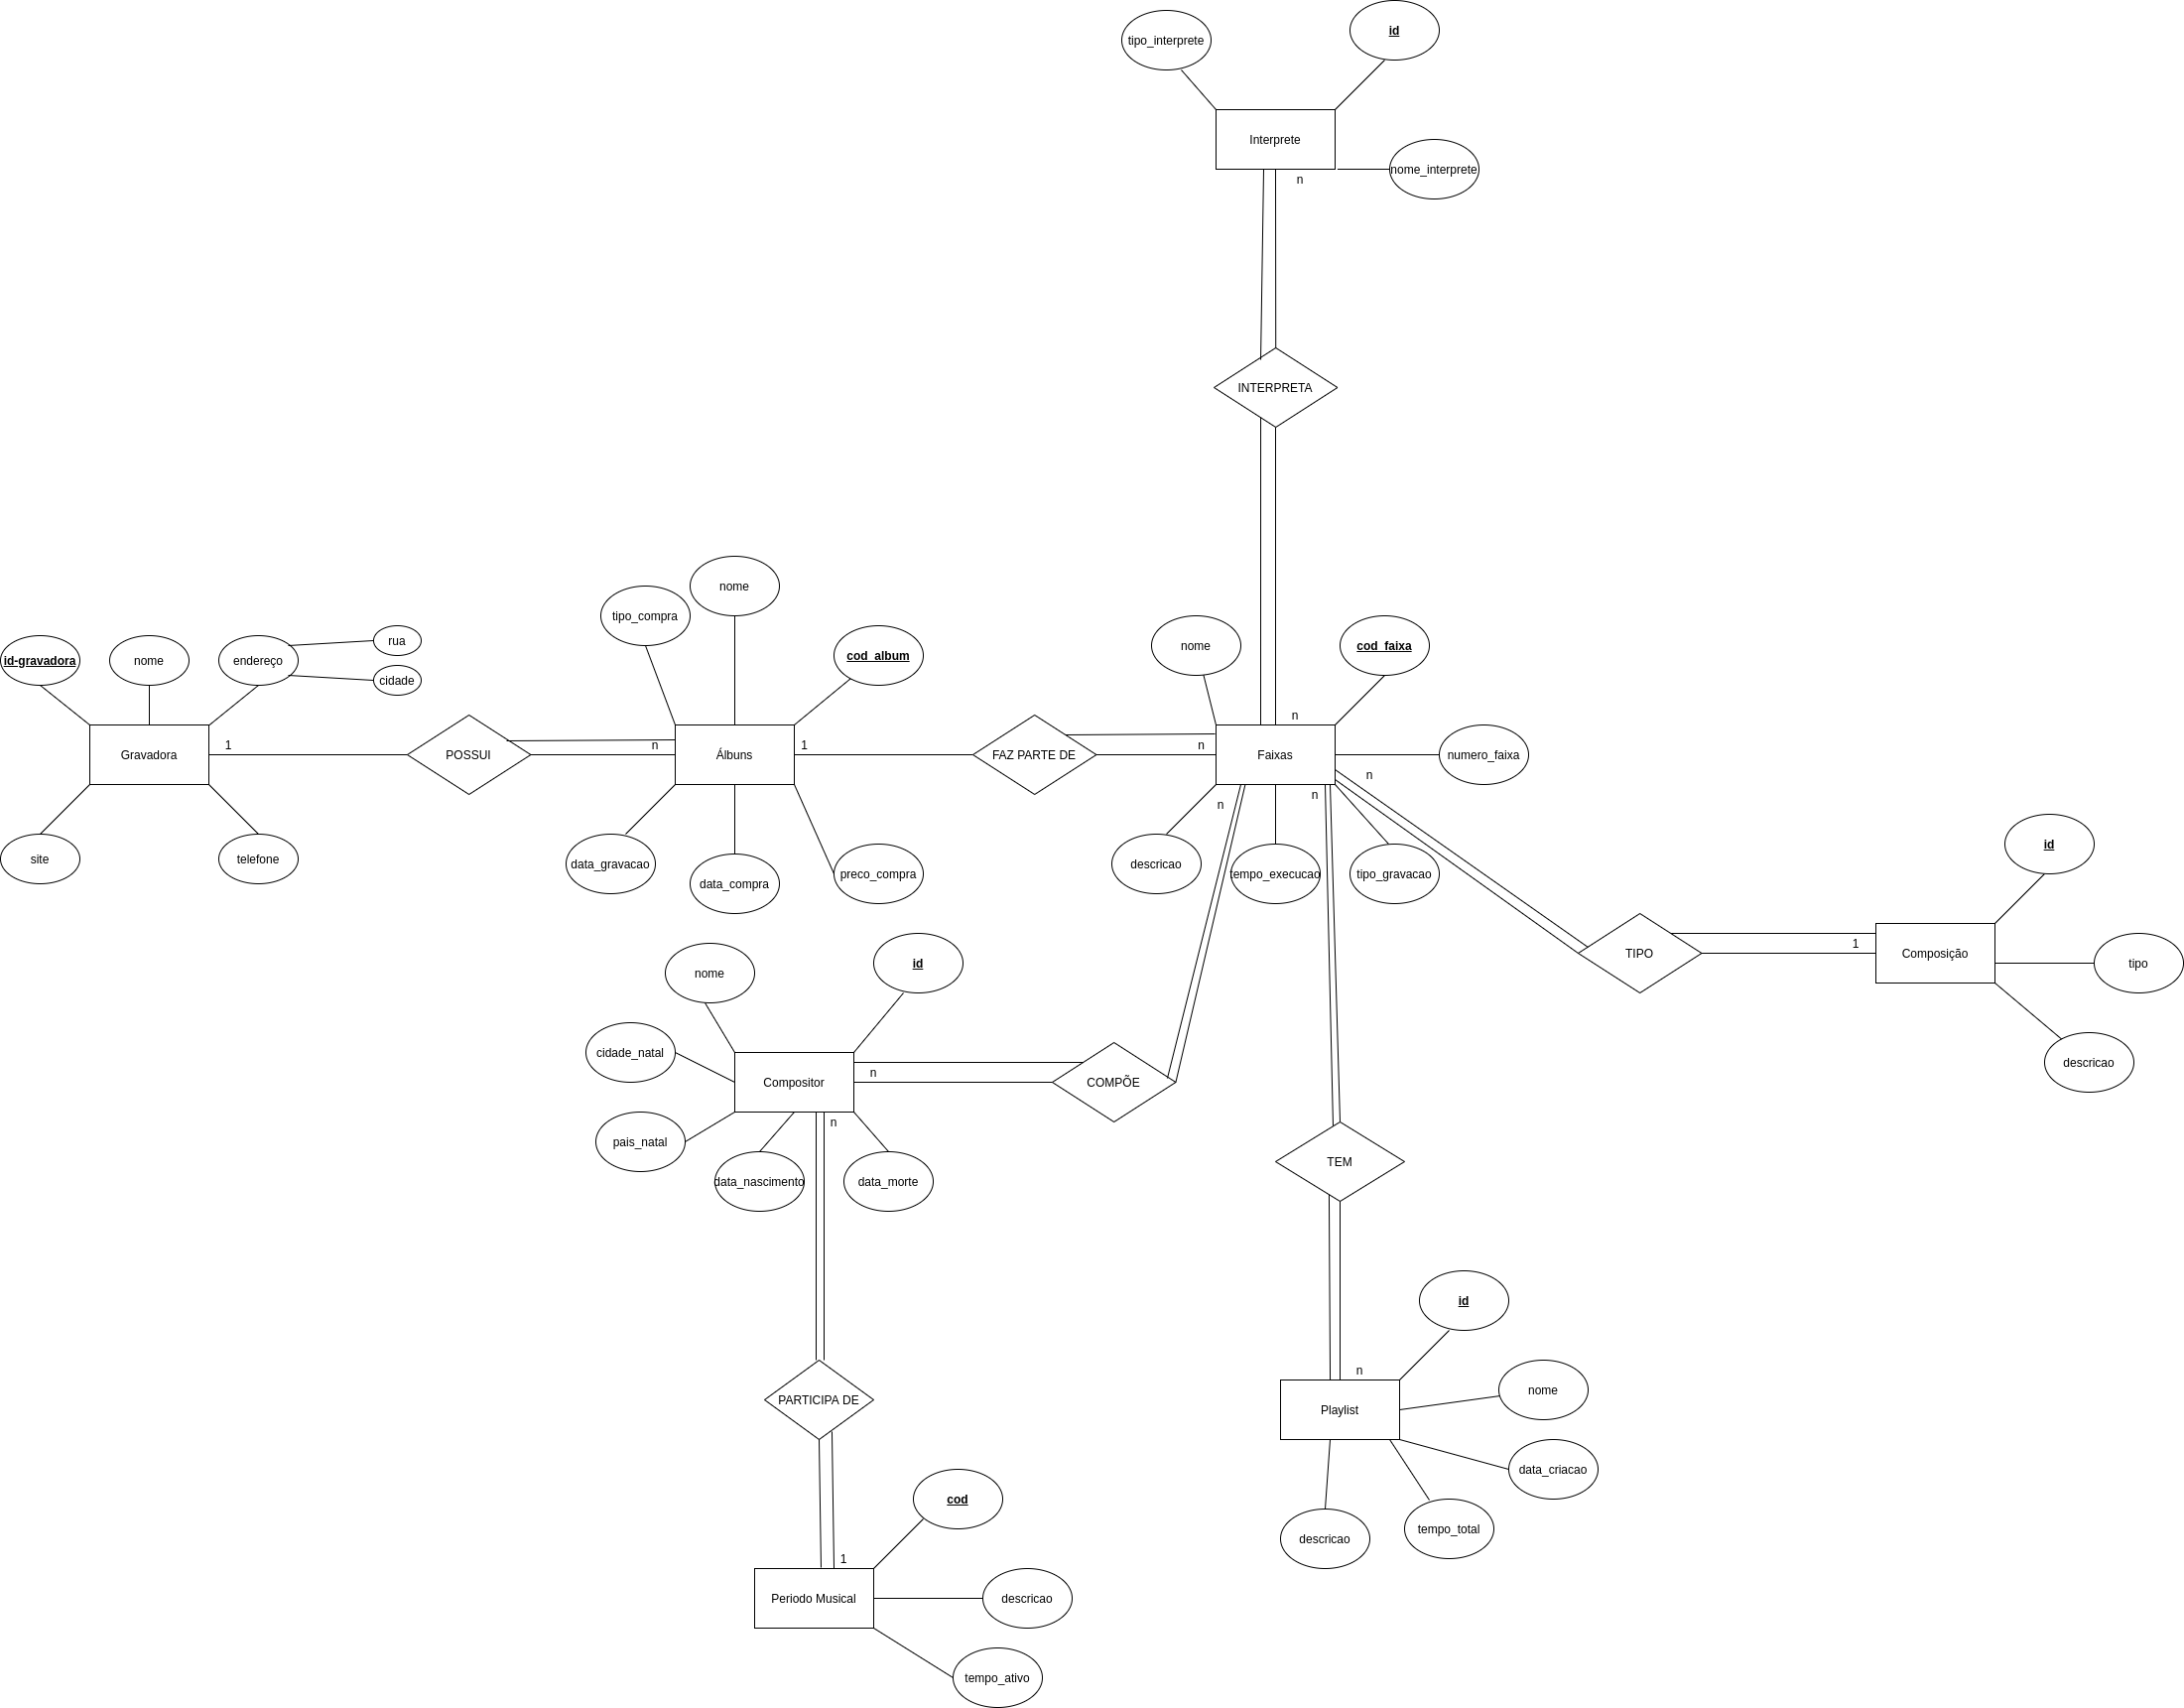 id
tipo_interprete
Interprete
nome_interprete
n
INTERPRETA
nome
tipo_compra
rua
nome
cod_faixa
cod_album
id-gravadora
nome
endereço
cidade
n
1
n
1
n
Gravadora
POSSUI
Álbuns
FAZ PARTE DE
Faixas
numero_faixa
n
n
n
site
telefone
data_gravacao
data_compra
preco_compra
descricao
tempo_execucao
tipo_gravacao
id
1
TIPO
Composição
tipo
nome
id
cidade_natal
descricao
n
Compositor
COMPÕE
n
pais_natal
TEM
data_nascimento
data_morte
id
n
nome
PARTICIPA DE
Playlist
data_criacao
cod
tempo_total
descricao
1
Periodo Musical
descricao
tempo_ativo